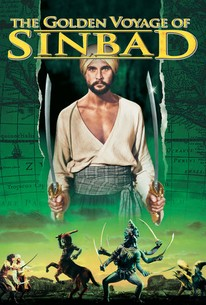 THE GOLDEN VOYAGE OF
SINBAD